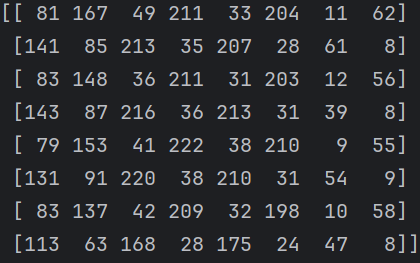 [[ 81 167  49 211  33 204  11  62]
 [141  85 213  35 207  28  61   8]
 [ 83 148  36 211  31 203  12  56]
 [143  87 216  36 213  31  39   8]
 [ 79 153  41 222  38 210   9  55]
 [131  91 220  38 210  31  54   9]
 [ 83 137  42 209  32 198  10  58]
 [113  63 168  28 175  24  47   8]]